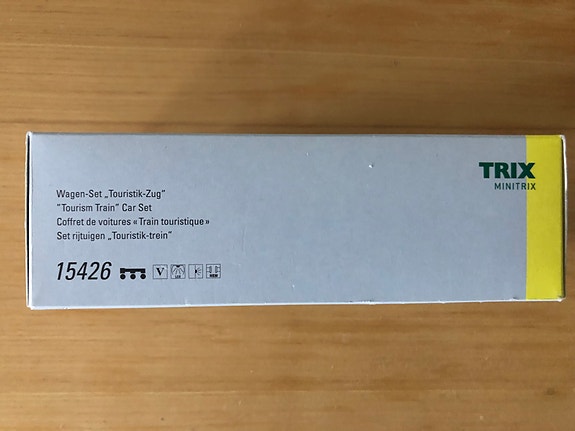 TRIX
MINITRIX
Wagen-Set „Touristik-Zug“
“Tourism Train” Car Set
Coffret de voitures « Train touristique »
Set rijtuigen „Touristik-trein”
15426 V